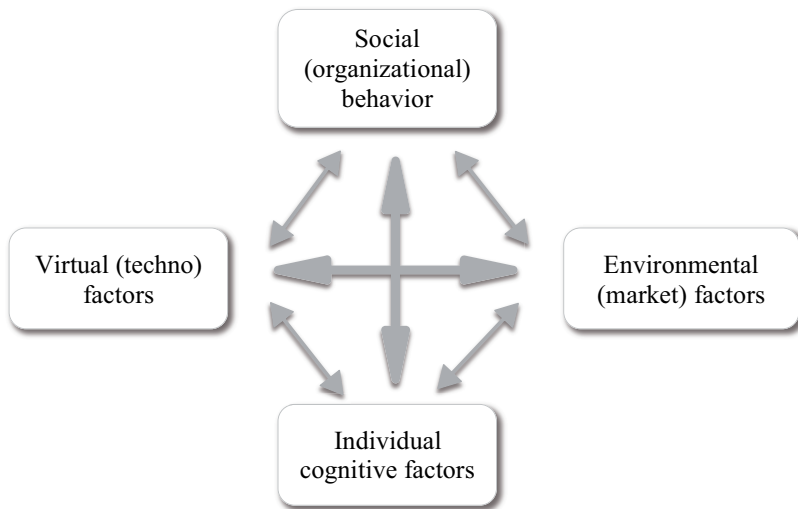 Social
(organizational)
behavior
Virtual (techno)
factors
Environmental
(market) factors
Individual
cognitive factors